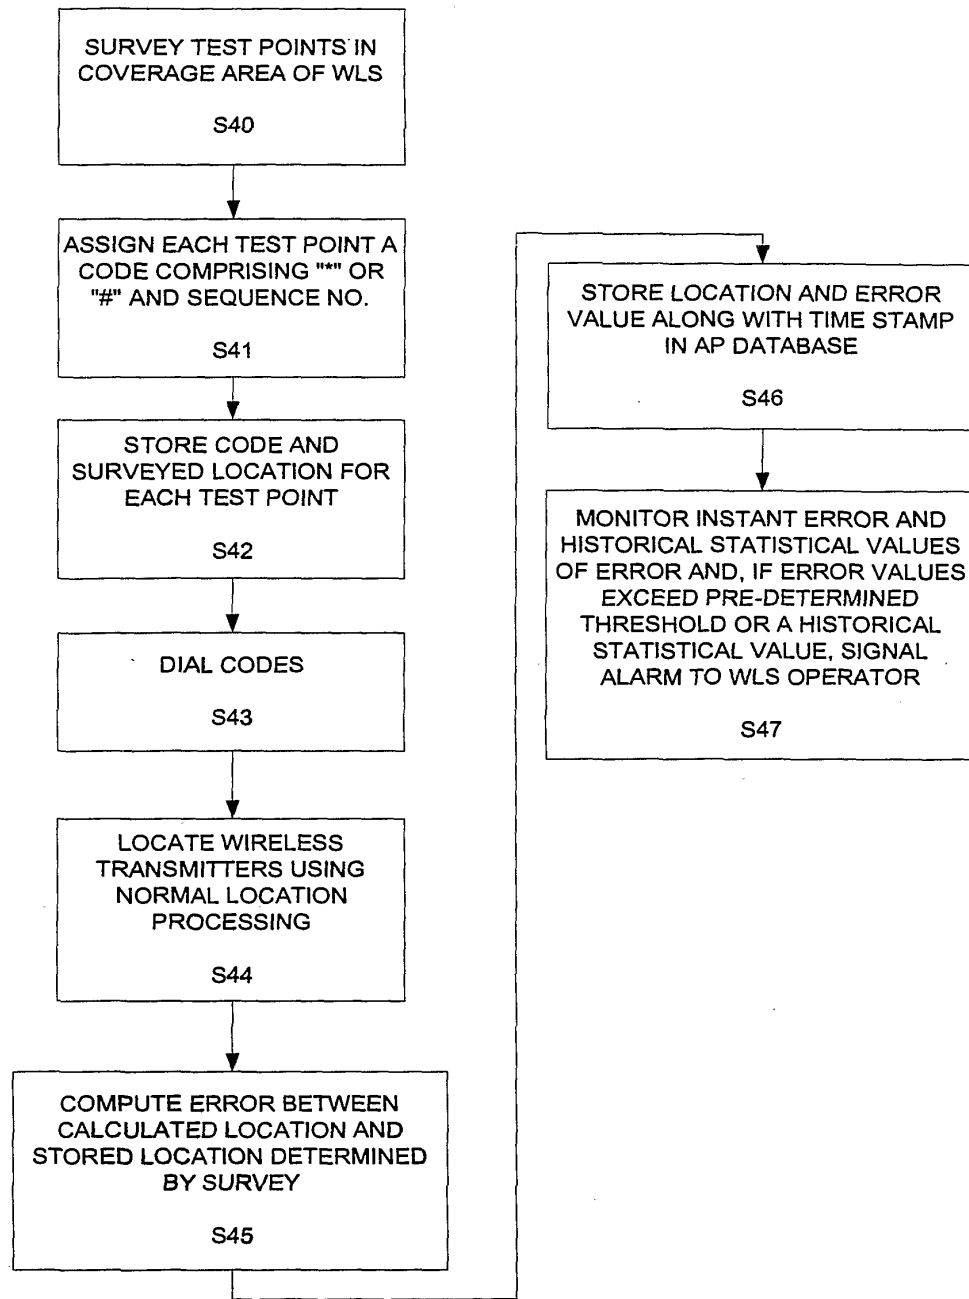 SURVEY TEST POINTS IN
COVERAGE AREA OF WLS
S40
ASSIGN EACH TEST POINT A
CODE COMPRISING "*" OR
"#" AND SEQUENCE NO.
S41
STORE CODE AND
SURVEYED LOCATION FOR
EACH TEST POINT
S42
DIAL CODES
S43
LOCATE WIRELESS
TRANSMITTERS USING
NORMAL LOCATION
PROCESSING
S44
COMPUTE ERROR BETWEEN
CALCULATED LOCATION AND
STORED LOCATION DETERMINED
BY SURVEY
S45
STORE LOCATION AND ERROR
VALUE ALONG WITH TIME STAMP
IN AP DATABASE
S46
MONITOR INSTANT ERROR AND
HISTORICAL STATISTICAL VALUES
OF ERROR AND, IF ERROR VALUES
EXCEED PRE-DETERMINED
THRESHOLD OR A HISTORICAL
STATISTICAL VALUE, SIGNAL
ALARM TO WLS OPERATOR
S47